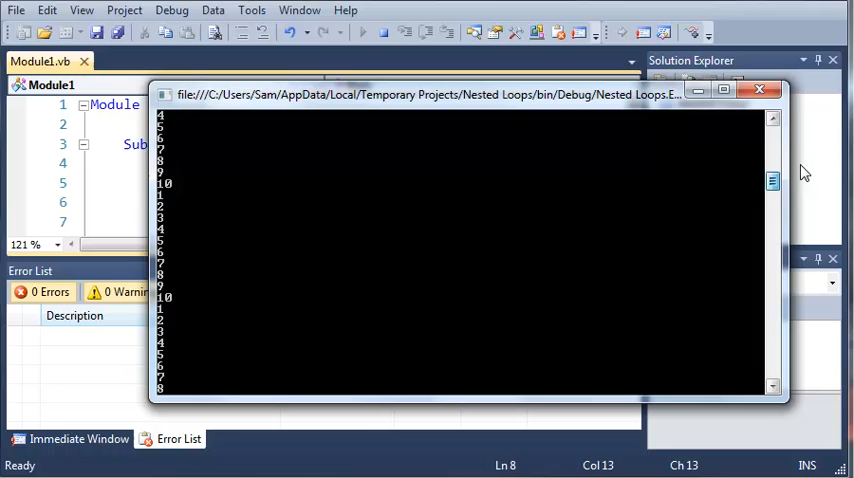 File Edit View Project Debug Data Tools Window Help
Module1.vb
Solution Explorer
Module1
file:///C:/Users/Sam/AppData/Local/Temporary Projects/Nested Loops/bin/Debug/Nested Loops.E...
1 Module
2
3 Sub
4
5
6
7
121 %
4
5
6
7
8
9
10
1
2
3
4
5
6
7
8
9
10
1
2
3
4
5
6
7
8
Error List
0 Errors
Description
Immediate Window Error List
Ready Ln 8 Col 13 Ch 13 INS